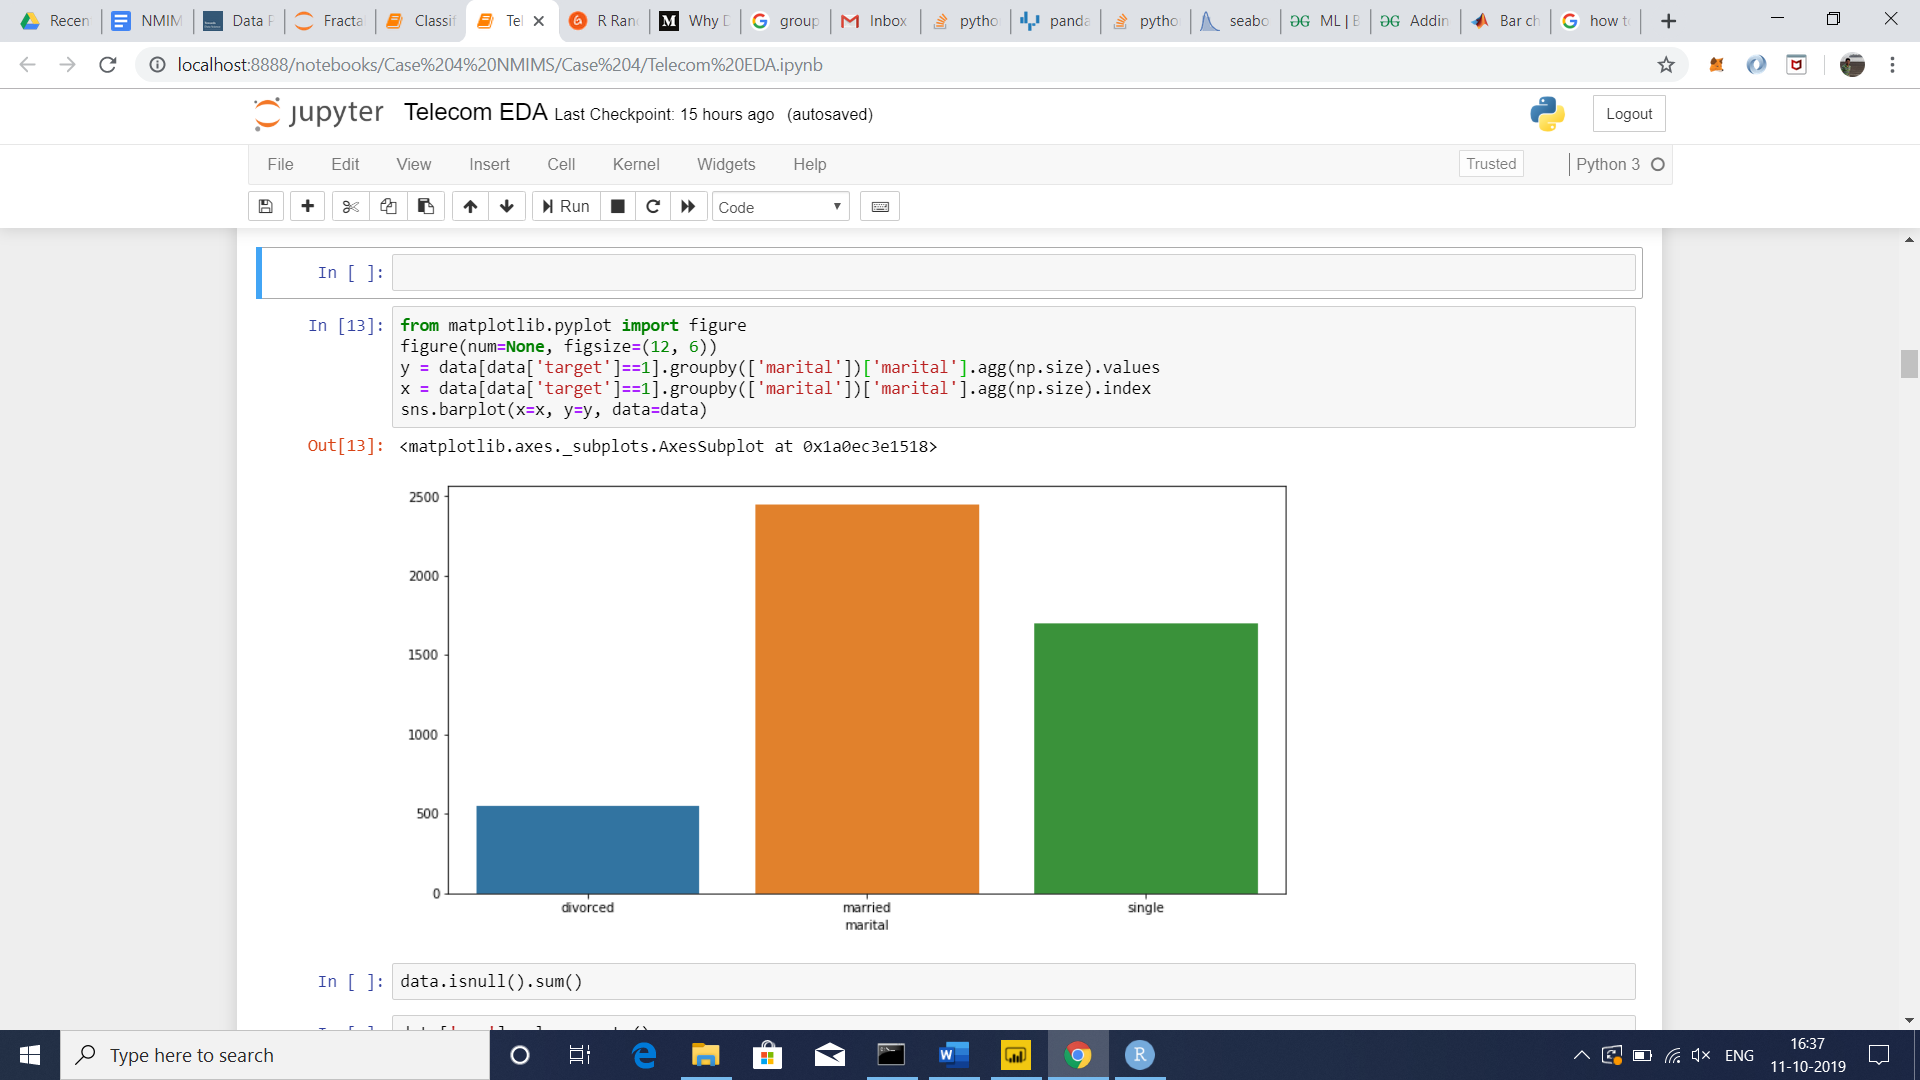 Recen NMIM Data P Fracta Classif Tel R Ran Why D group Inbox pytho panda pytho seabo ML | B Addin Bar ch how t
localhost:8888/notebooks/Case%204%20NMIMS/Case%204/Telecom%20EDA.ipynb
jupyter Telecom EDA Last Checkpoint: 15 hours ago (autosaved) Logout
File Edit View Insert Cell Kernel Widgets Help Trusted Python 3
Run Code
In [ ]:
In [13]: from matplotlib.pyplot import figure
figure(num=None, figsize=(12, 6))
y = data[data['target']==1].groupby(['marital'])['marital'].agg(np.size).values
x = data[data['target']==1].groupby(['marital'])['marital'].agg(np.size).index
sns.barplot(x=x, y=y, data=data)
Out[13]: <matplotlib.axes._subplots.AxesSubplot at 0x1a0ec3e1518>
2500
2000
1500
1000
500
0
divorced married single
marital
In [ ]: data.isnull().sum()
Type here to search
ENG
16:37
11-10-2019